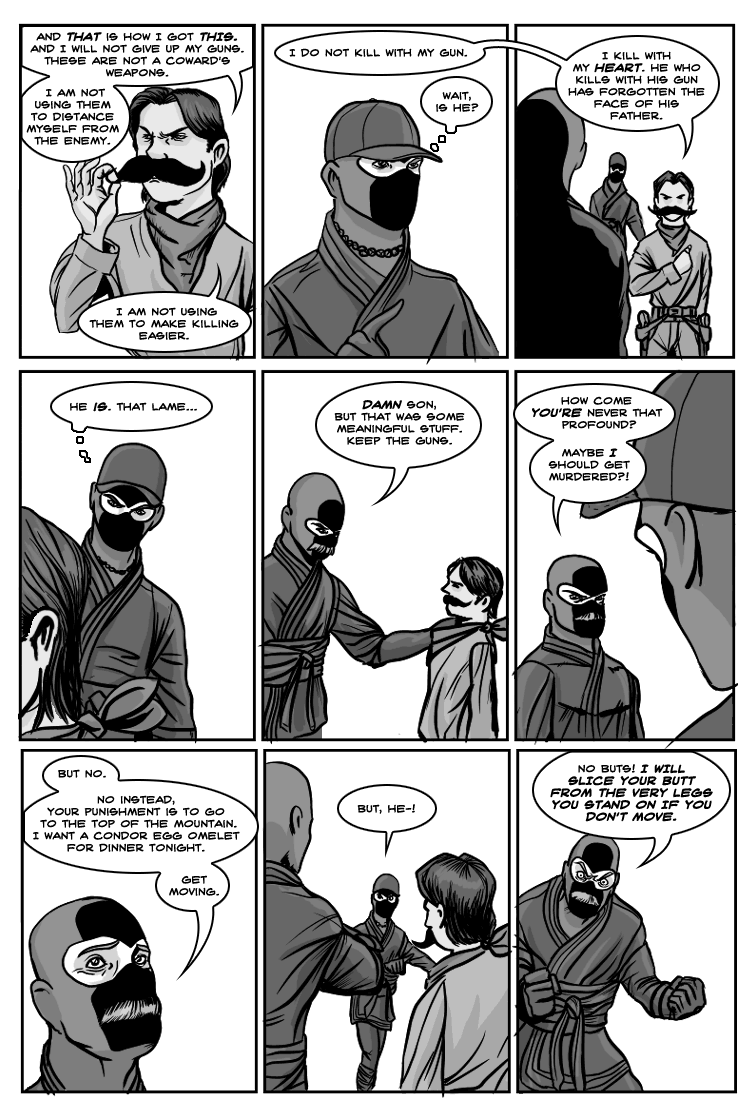 AND THAT IS HOW I GOT THIS.
AND I WILL NOT GIVE UP MY GUNS.
THESE ARE NOT A COWARD'S
WEAPONS.
I AM NOT
USING THEM
TO DISTANCE
MYSELF FROM
THE ENEMY.
I AM NOT USING
THEM TO MAKE KILLING
EASIER.
I DO NOT KILL WITH MY GUN.
WAIT,
IS HE?
I KILL WITH
MY HEART. HE WHO
KILLS WITH HIS GUN
HAS FORGOTTEN THE
FACE OF HIS
FATHER.
HE IS. THAT LAME...
DAMN SON,
BUT THAT WAS SOME
MEANINGFUL STUFF.
KEEP THE GUNS.
HOW COME
YOU'RE NEVER THAT
PROFOUND?
MAYBE I
SHOULD GET
MURDERED?!
BUT NO.
NO INSTEAD,
YOUR PUNISHMENT IS TO GO
TO THE TOP OF THE MOUNTAIN.
I WANT A CONDOR EGG OMELET
FOR DINNER TONIGHT.
GET
MOVING.
BUT, HE-!
NO BUTS! I WILL
SLICE YOUR BUTT
FROM THE VERY LEGS
YOU STAND ON IF YOU
DON'T MOVE.